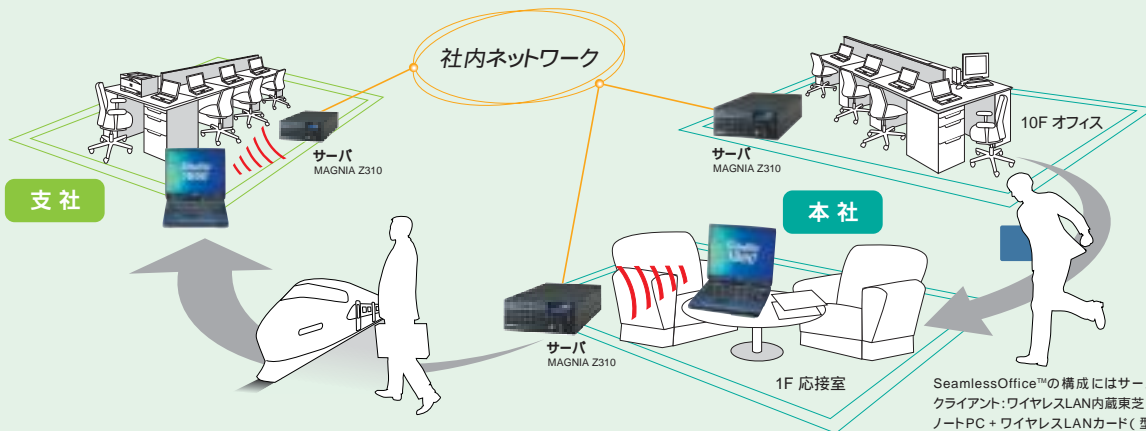 社内ネットワーク
10F オフィス
サーバ
MAGNIA Z310
サーバ
MAGNIA Z310
支 社
本 社
サーバ
MAGNIA Z310
1F 応接室
SeamlessOffice™の構成にはサー
クライアント:ワイヤレスLAN内蔵東芝
ノートPC + ワイヤレスLANカード( 型